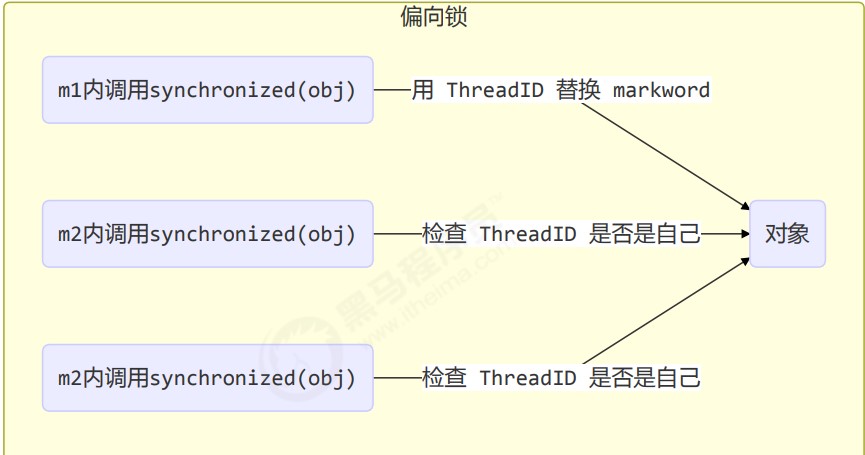 偏向锁
m1内调用synchronized(obj)
用 ThreadID 替换 markword
m2内调用synchronized(obj)
检查 ThreadID 是否是自己
对象
m2内调用synchronized(obj)
检查 ThreadID 是否是自己
黑马程序员
www.itheima.com